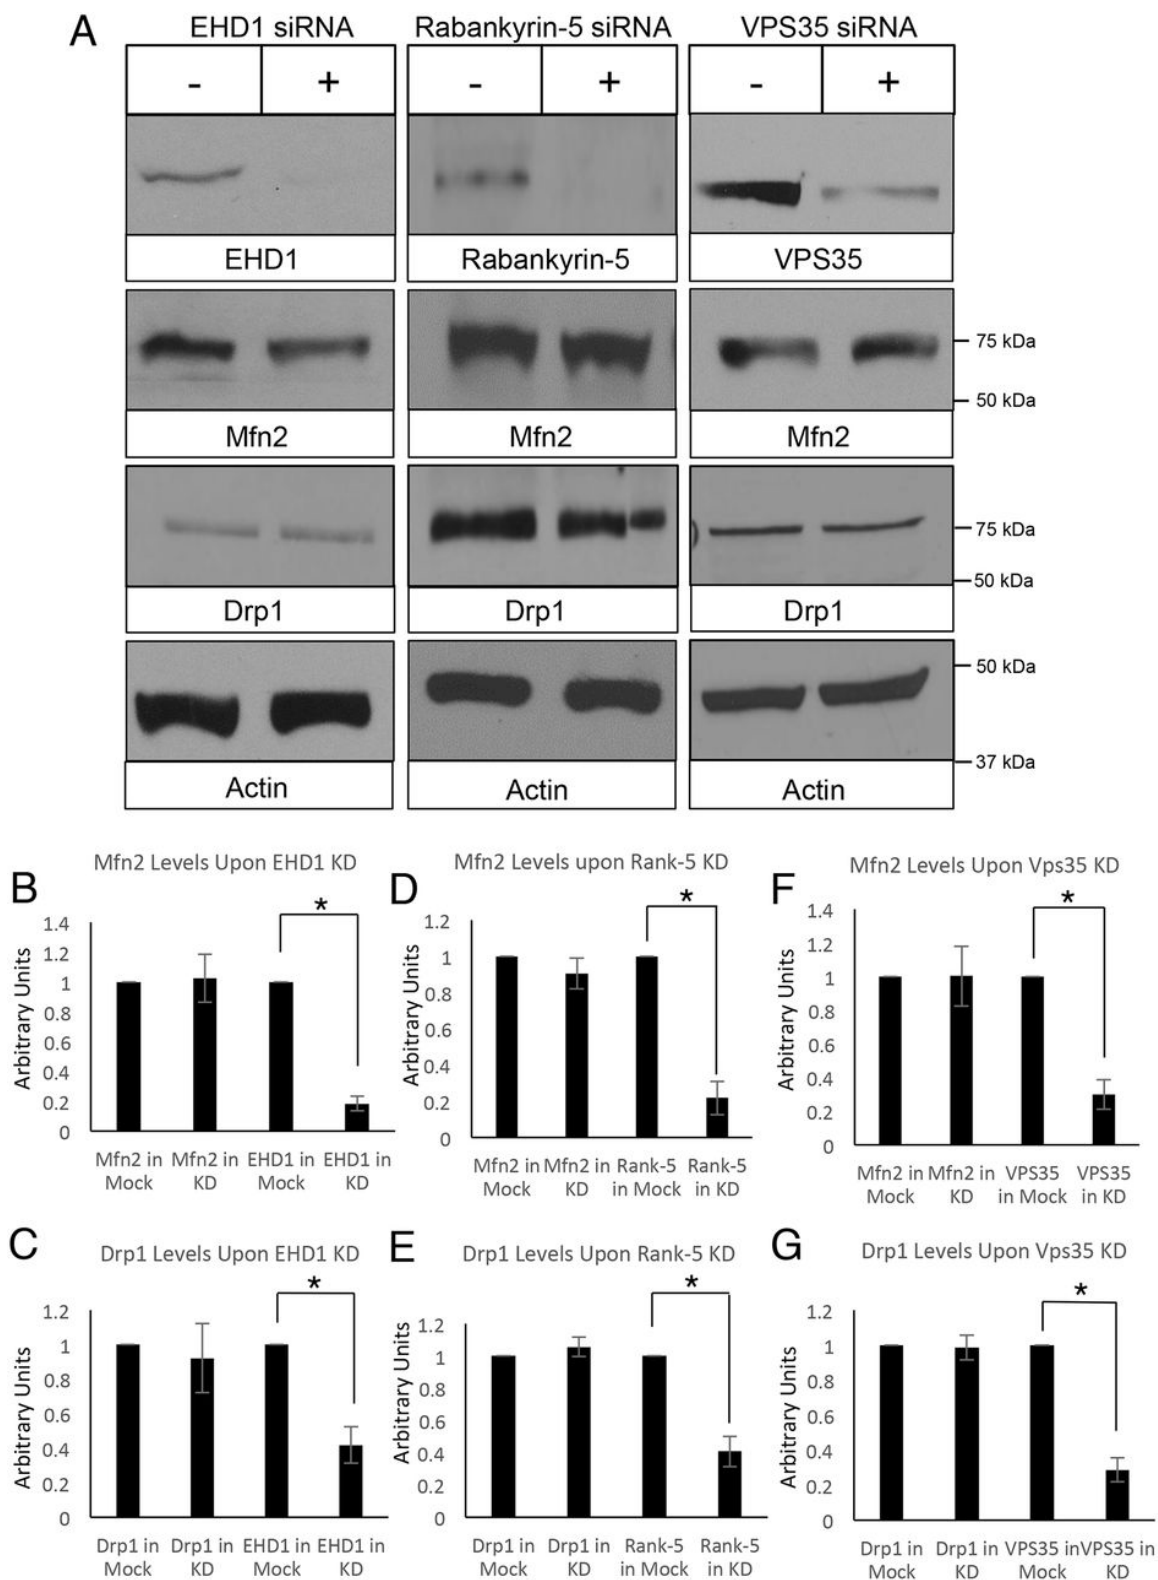 A
EHD1 siRNA Rabankyrin-5 siRNA VPS35 siRNA
- + - + - +
EHD1 Rabankyrin-5 VPS35
75 kDa
50 kDa
Mfn2 Mfn2 Mfn2
75 kDa
50 kDa
Drp1 Drp1 Drp1
50 kDa
37 kDa
Actin Actin Actin
B
Mfn2 Levels Upon EHD1 KD
*
Arbitrary Units
1.4
1.2
1
0.8
0.6
0.4
0.2
0
Mfn2 in Mfn2 in EHD1 in EHD1 in
Mock KD Mock KD
D
Mfn2 Levels upon Rank-5 KD
*
Arbitrary Units
1.2
1
0.8
0.6
0.4
0.2
0
Mfn2 in Mfn2 in Rank-5 Rank-5
Mock KD in Mock in KD
F
Mfn2 Levels Upon Vps35 KD
*
Arbitrary Units
1.4
1.2
1
0.8
0.6
0.4
0.2
0
Mfn2 in Mfn2 in VPS35 VPS35
Mock KD in Mock in KD
C
Drp1 Levels Upon EHD1 KD
*
Arbitrary Units
1.2
1
0.8
0.6
0.4
0.2
0
Drp1 in Drp1 in EHD1 in EHD1 in
Mock KD Mock KD
E
Drp1 Levels Upon Rank-5 KD
*
Arbitrary Units
1.2
1
0.8
0.6
0.4
0.2
0
Drp1 in Drp1 in Rank-5 Rank-5
Mock KD in Mock in KD
G
Drp1 Levels Upon Vps35 KD
*
Arbitrary Units
1.2
1
0.8
0.6
0.4
0.2
0
Drp1 in Drp1 in VPS35 in VPS35 in
Mock KD Mock KD